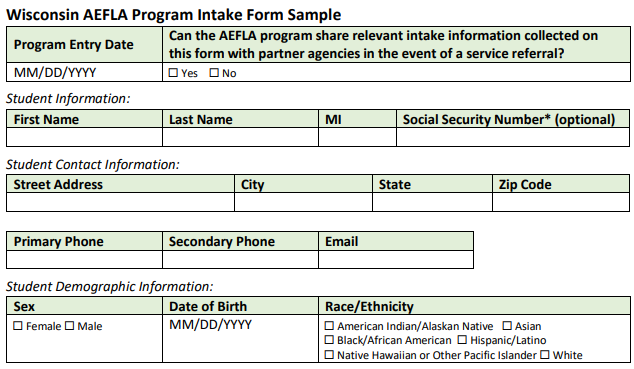 Wisconsin AEFLA Program Intake Form Sample
Program Entry Date
Can the AEFLA program share relevant intake information collected on
this form with partner agencies in the event of a service referral?
MM/DD/YYYY
☐ Yes ☐ No
Student Information:
First Name Last Name MI Social Security Number* (optional)
Student Contact Information:
Street Address City State Zip Code
Primary Phone Secondary Phone Email
Student Demographic Information:
Sex Date of Birth Race/Ethnicity
☐ Female ☐ Male MM/DD/YYYY ☐ American Indian/Alaskan Native ☐ Asian
☐ Black/African American ☐ Hispanic/Latino
☐ Native Hawaiian or Other Pacific Islander ☐ White